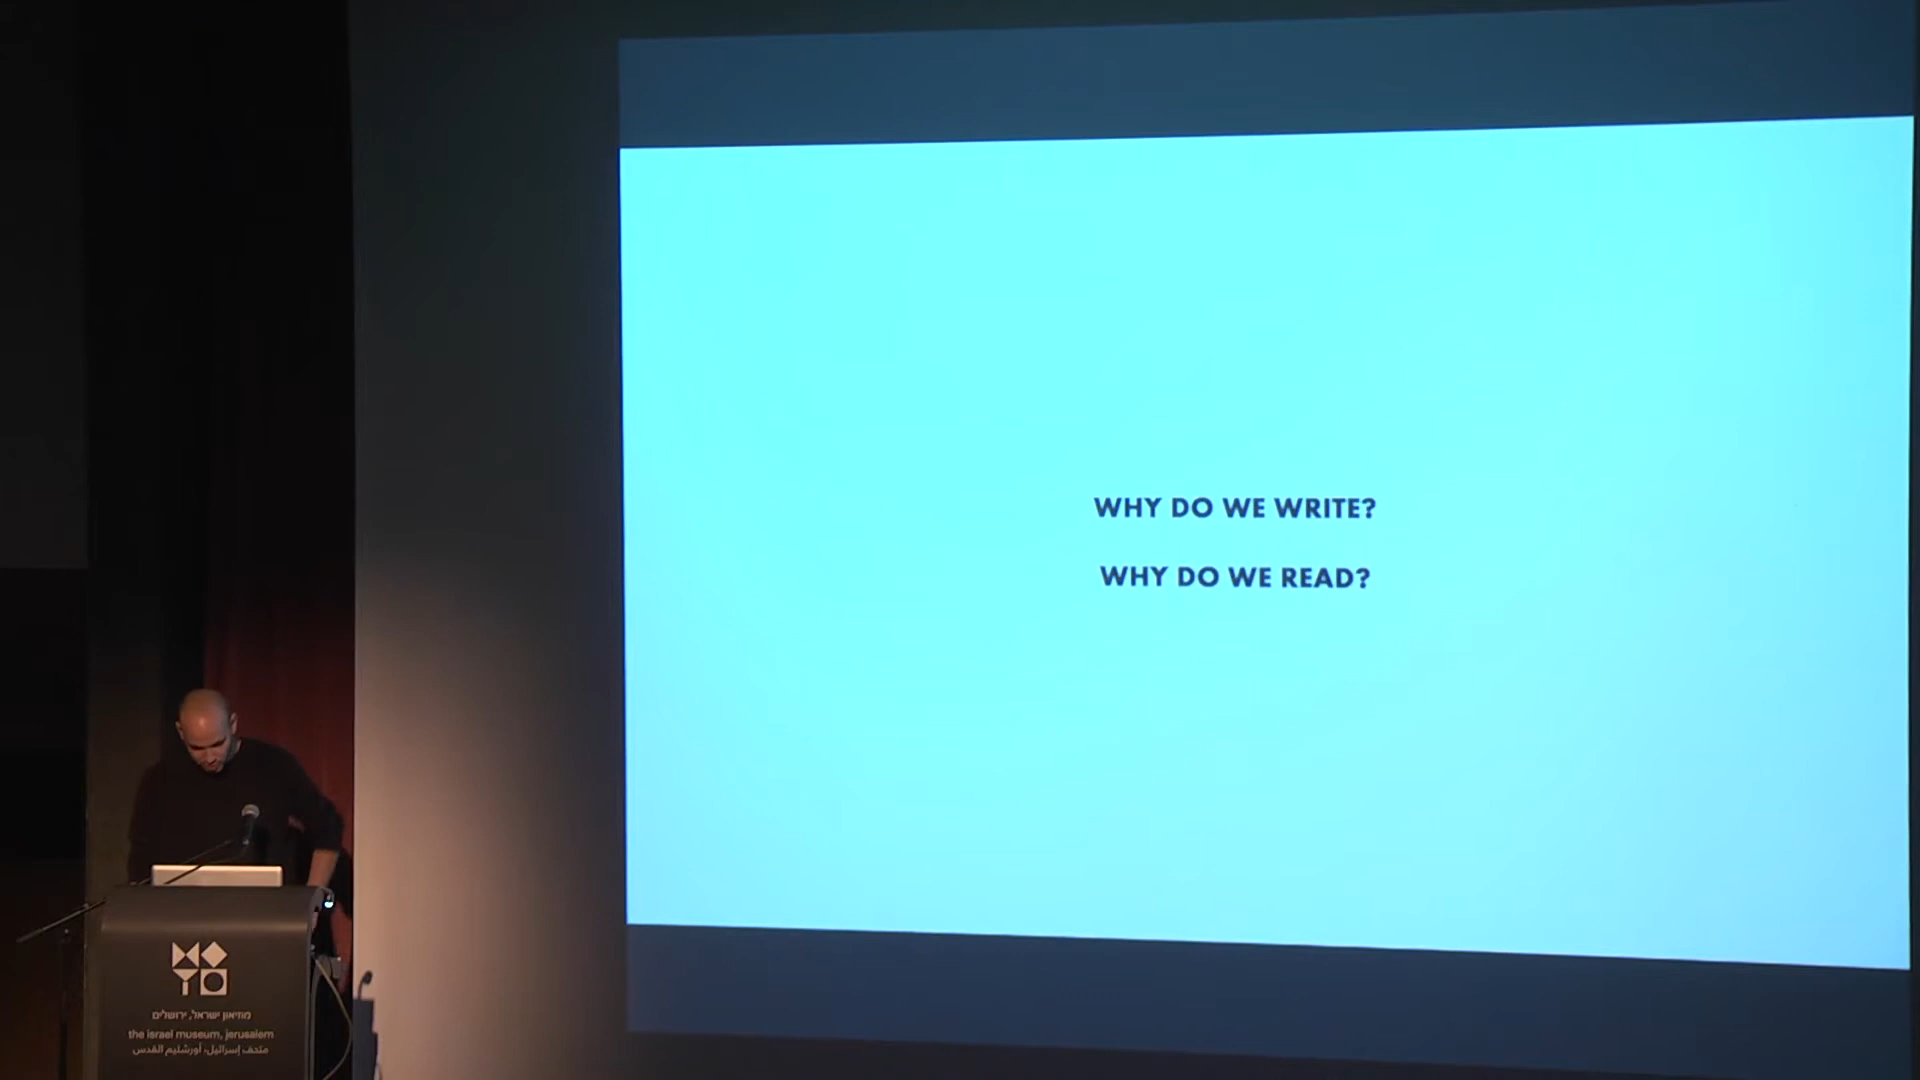 WHY DO WE WRITE?
WHY DO WE READ?
מוזיאון ישראל, ירושלים
the israel museum, jerusalem
متحف إسرائيل، أورشليم القدس